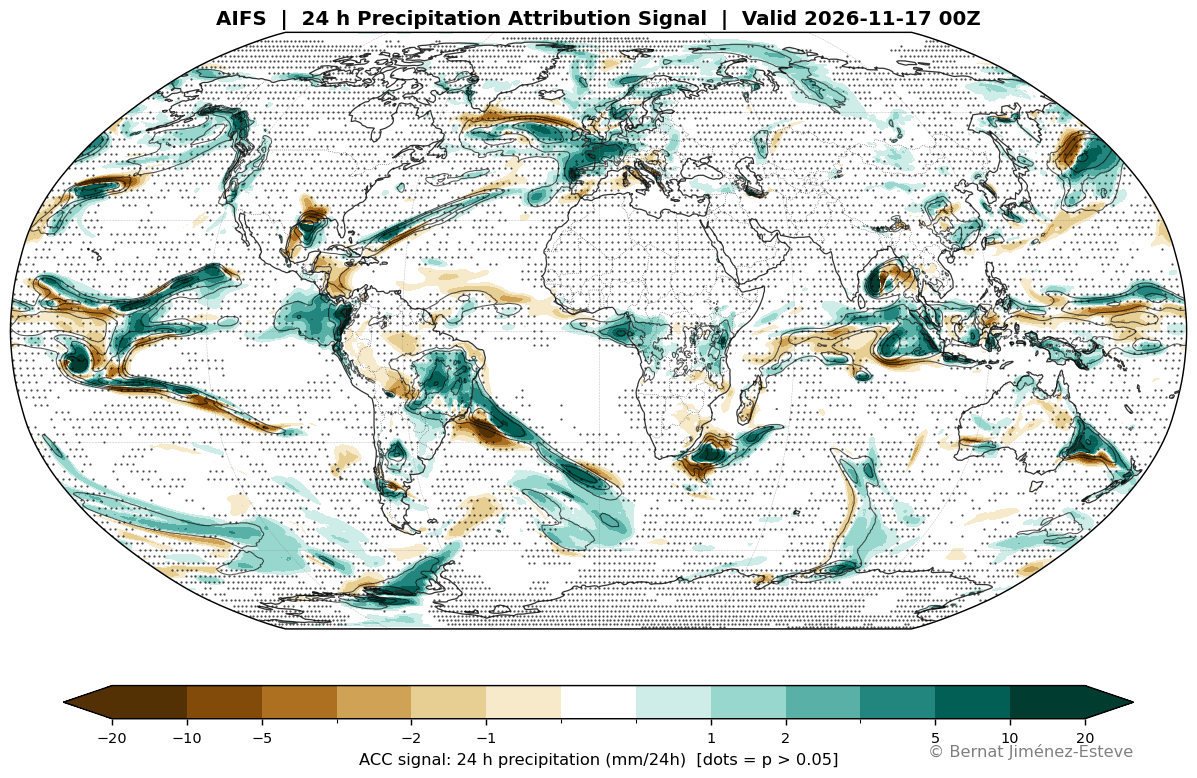 AIFS | 24 h Precipitation Attribution Signal | Valid 2026-11-17 00Z
−20 −10 −5 −2 −1 1 2 5 10 20
© Bernat Jiménez-Esteve
ACC signal: 24 h precipitation (mm/24h) [dots = p > 0.05]